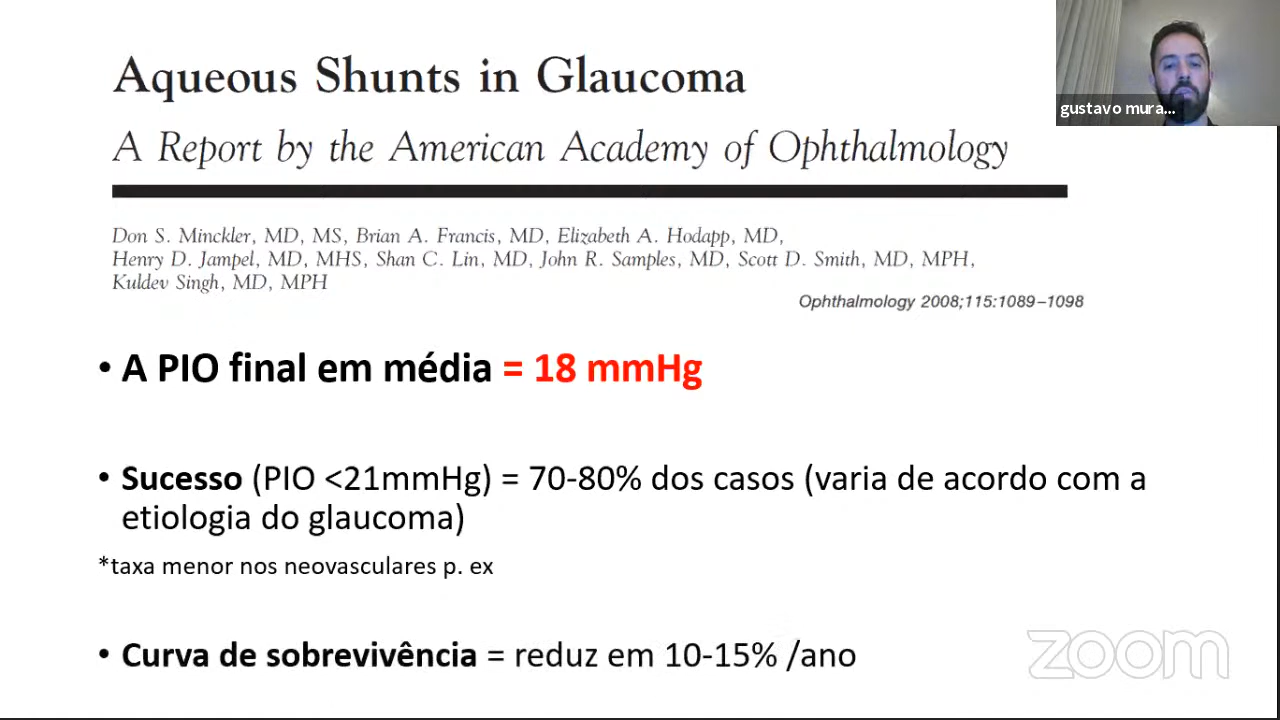 Aqueous Shunts in Glaucoma
A Report by the American Academy of Ophthalmology
gustavo mura...
Don S. Minckler, MD, MS, Brian A. Francis, MD, Elizabeth A. Hodapp, MD,
Henry D. Jampel, MD, MHS, Shan C. Lin, MD, John R. Samples, MD, Scott D. Smith, MD, MPH,
Kuldev Singh, MD, MPH
Ophthalmology 2008;115:1089–1098
• A PIO final em média = 18 mmHg
• Sucesso (PIO <21mmHg) = 70-80% dos casos (varia de acordo com a
etiologia do glaucoma)
*taxa menor nos neovasculares p. ex
• Curva de sobrevivência = reduz em 10-15% /ano
zoom